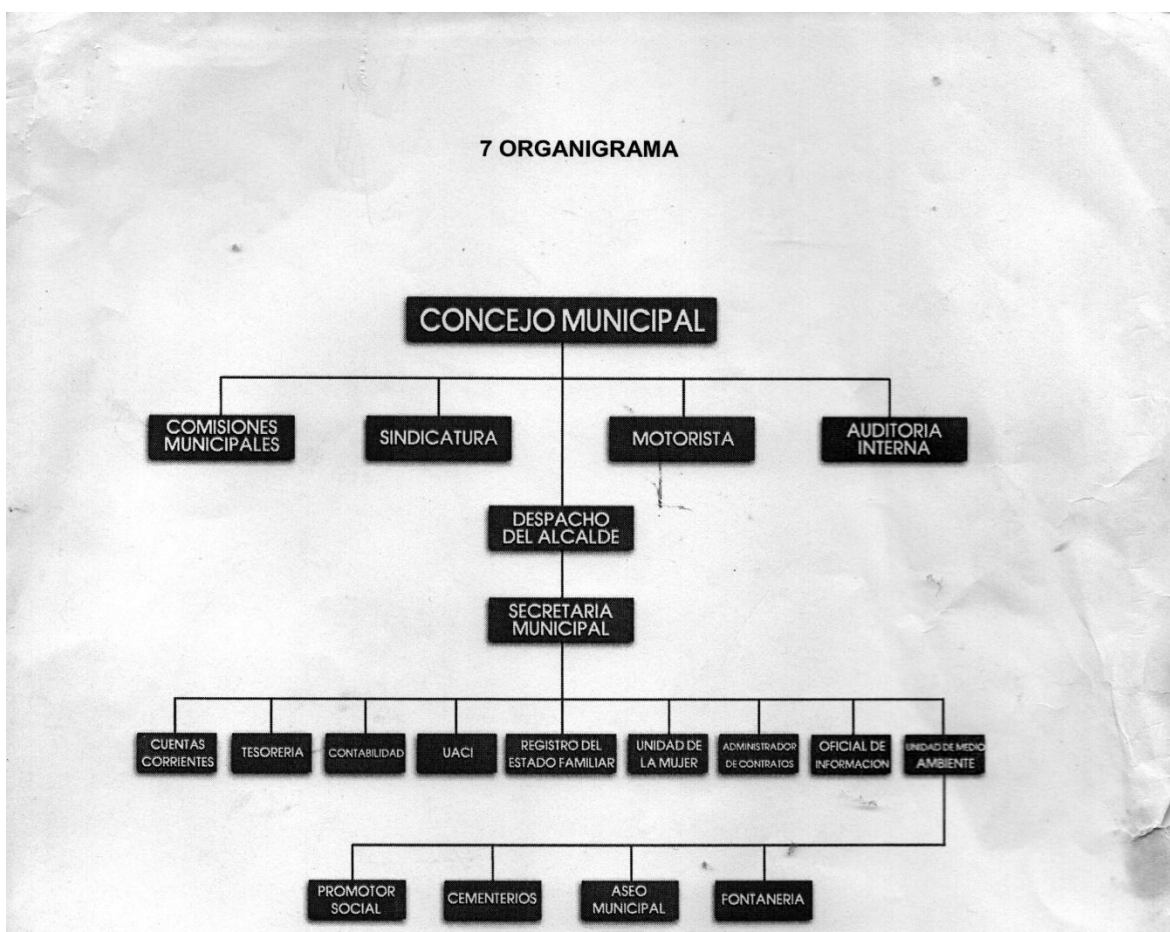 7 ORGANIGRAMA
CONCEJO MUNICIPAL
COMISIONES
MUNICIPALES
SINDICATURA
MOTORISTA
AUDITORIA
INTERNA
DESPACHO
DEL ALCALDE
SECRETARIA
MUNICIPAL
CUENTAS
CORRIENTES
TESORERIA
CONTABILIDAD
UACI
REGISTRO DEL
ESTADO FAMILIAR
UNIDAD DE
LA MUJER
ADMINISTRADOR
DE CONTRATOS
OFICIAL DE
INFORMACION
UNIDAD DE MEDIO
AMBIENTE
PROMOTOR
SOCIAL
CEMENTERIOS
ASEO
MUNICIPAL
FONTANERIA